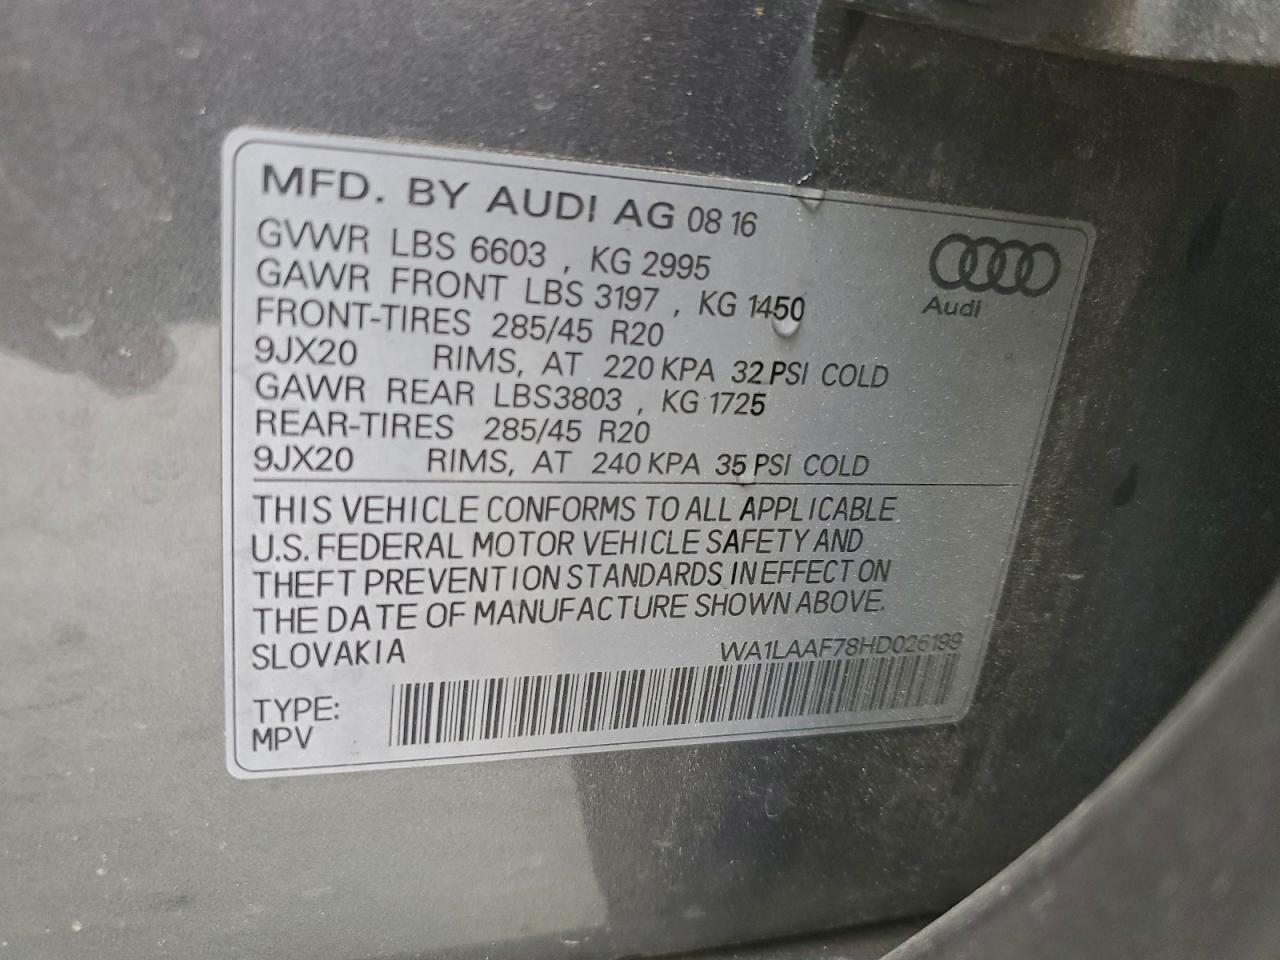 MFD. BY AUDI AG 08 16
GVWR LBS 6603 , KG 2995
GAWR FRONT LBS 3197 , KG 1450
FRONT-TIRES 285/45 R20
9JX20 RIMS, AT 220 KPA 32 PSI COLD
GAWR REAR LBS3803 , KG 1725
REAR-TIRES 285/45 R20
9JX20 RIMS, AT 240 KPA 35 PSI COLD
Audi
THIS VEHICLE CONFORMS TO ALL APPLICABLE
U.S. FEDERAL MOTOR VEHICLE SAFETY AND
THEFT PREVENTION STANDARDS IN EFFECT ON
THE DATE OF MANUFACTURE SHOWN ABOVE.
SLOVAKIA WA1LAAF78HD026199
TYPE:
MPV